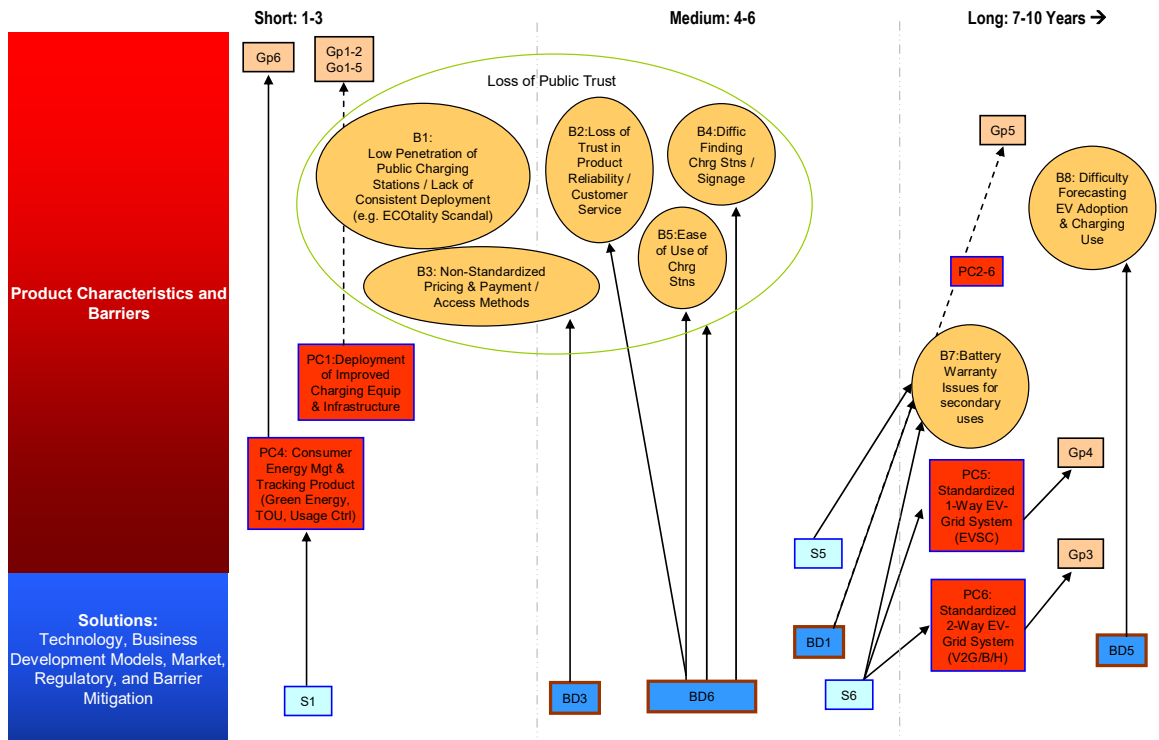 Short: 1-3
Medium: 4-6
Long: 7-10 Years →
Gp6
Gp1-2
Go1-5
Loss of Public Trust
B1:
Low Penetration of
Public Charging
Stations / Lack of
Consistent Deployment
(e.g. ECOtality Scandal)
B2:Loss of
Trust in
Product
Reliability /
Customer
Service
B4:Diffic
Finding
Chrg Stns /
Signage
Gp5
B8: Difficulty
Forecasting
EV Adoption
& Charging
Use
B5:Ease
of Use of
Chrg
Stns
B3: Non-Standardized
Pricing & Payment /
Access Methods
PC2-6
Product Characteristics and
Barriers
PC1:Deployment
of Improved
Charging Equip
& Infrastructure
B7:Battery
Warranty
Issues for
secondary
uses
PC4: Consumer
Energy Mgt &
Tracking Product
(Green Energy,
TOU, Usage Ctrl)
Gp4
PC5:
Standardized
1-Way EV-
Grid System
(EVSC)
S5
Gp3
PC6:
Standardized
2-Way EV-
Grid System
(V2G/B/H)
Solutions:
Technology, Business
Development Models, Market,
Regulatory, and Barrier
Mitigation
BD1
BD5
S1
BD3
BD6
S6